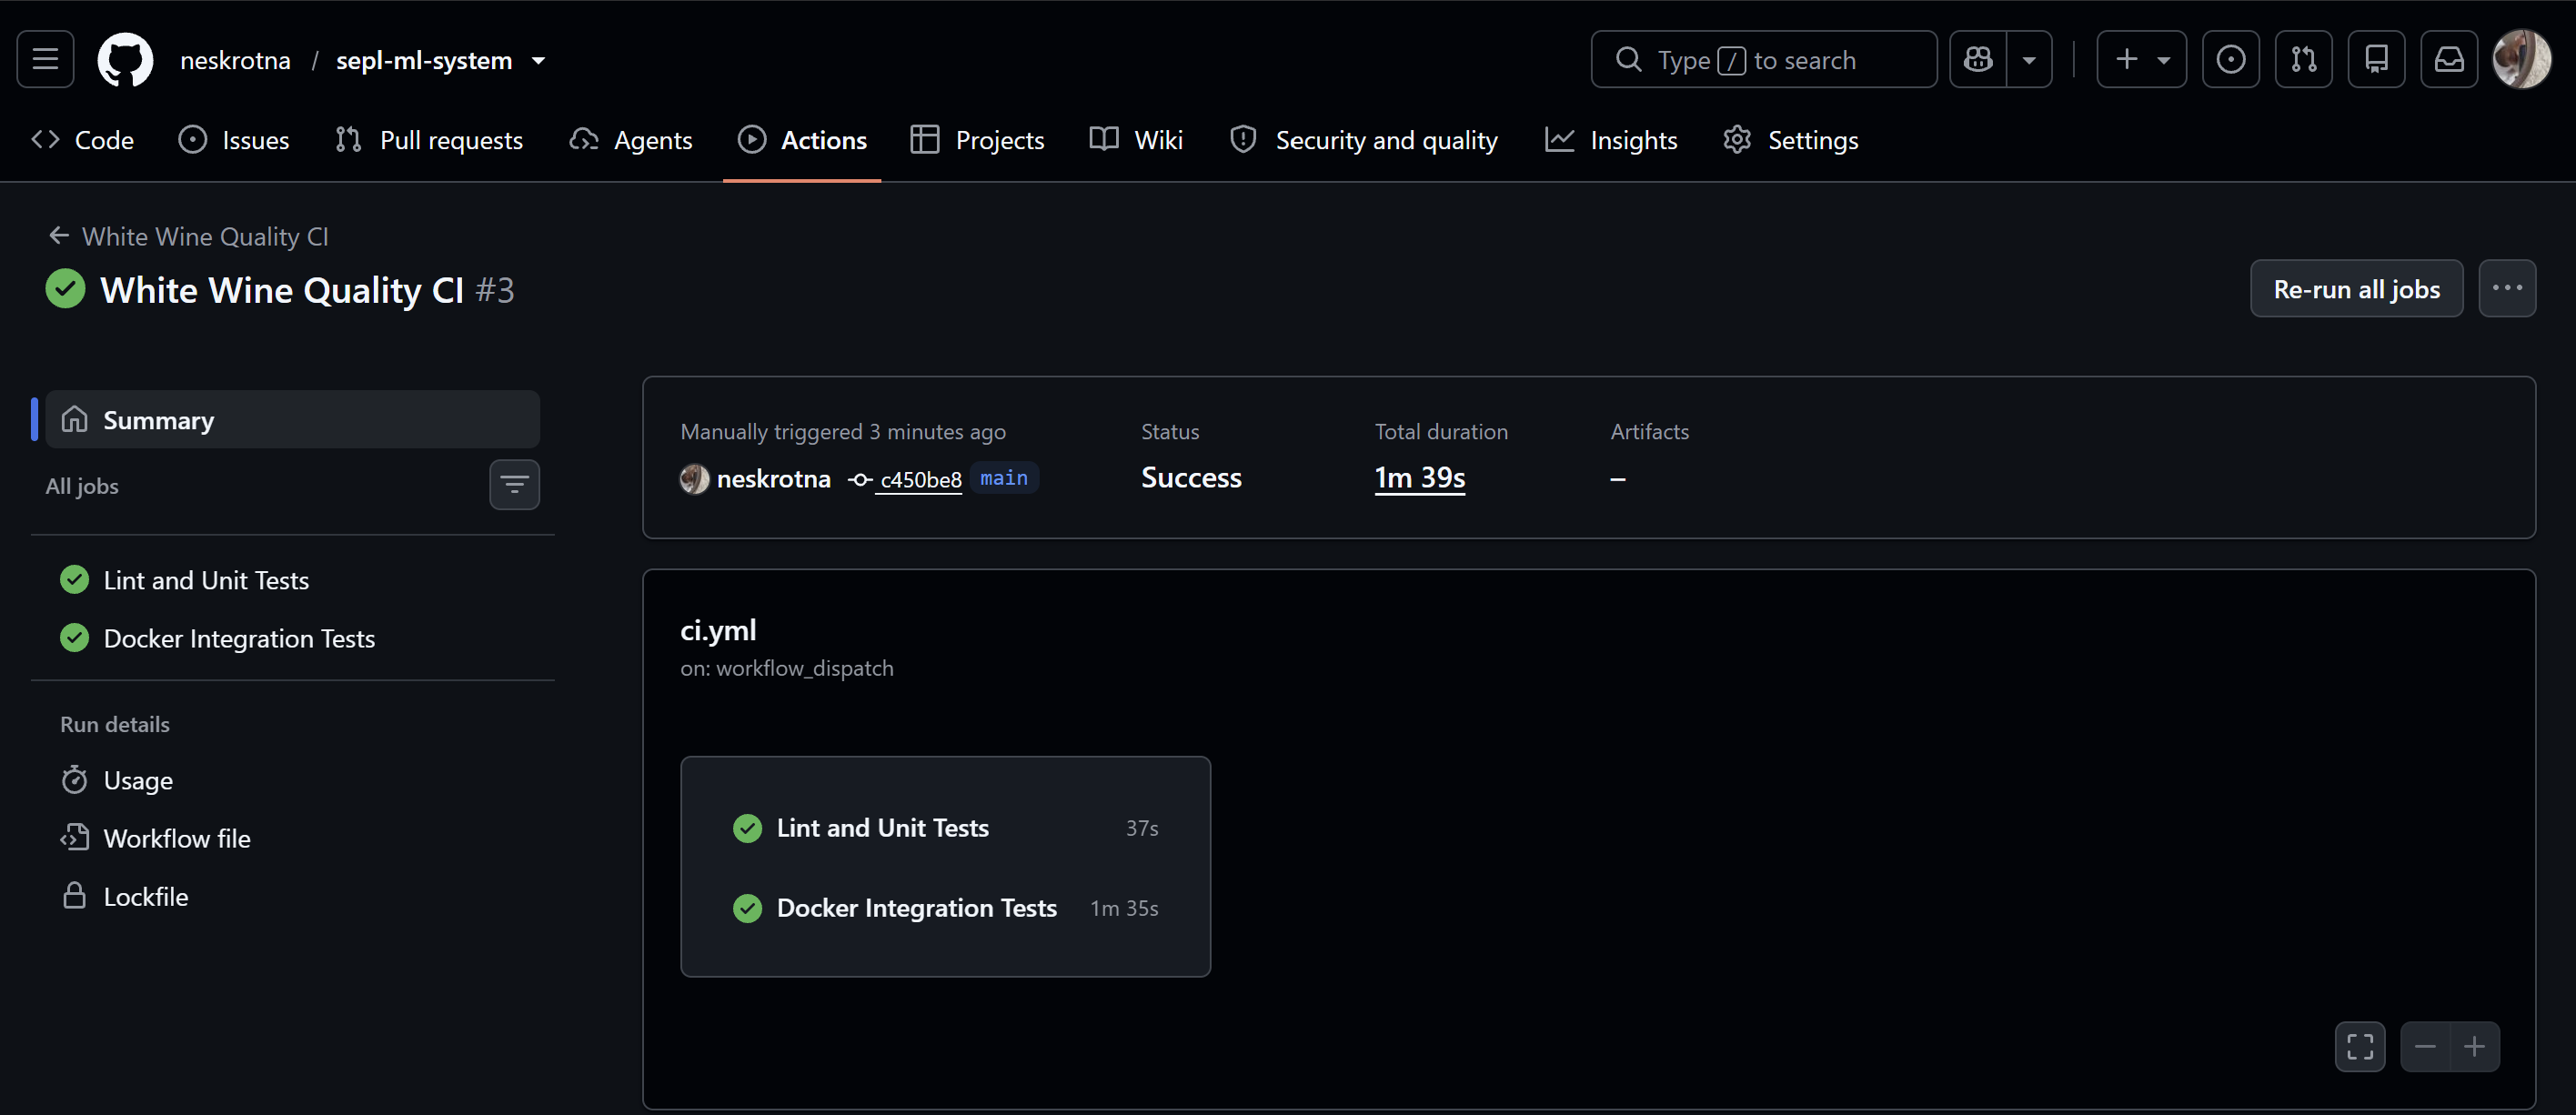 neskrotna / sepl-ml-system
Type / to search
Code Issues Pull requests Agents Actions Projects Wiki Security and quality Insights Settings
White Wine Quality CI
White Wine Quality CI #3
Re-run all jobs
Summary
All jobs
Lint and Unit Tests
Docker Integration Tests
Run details
Usage
Workflow file
Lockfile
Manually triggered 3 minutes ago
neskrotna c450be8 main
Status
Success
Total duration
1m 39s
Artifacts
–
ci.yml
on: workflow_dispatch
Lint and Unit Tests 37s
Docker Integration Tests 1m 35s